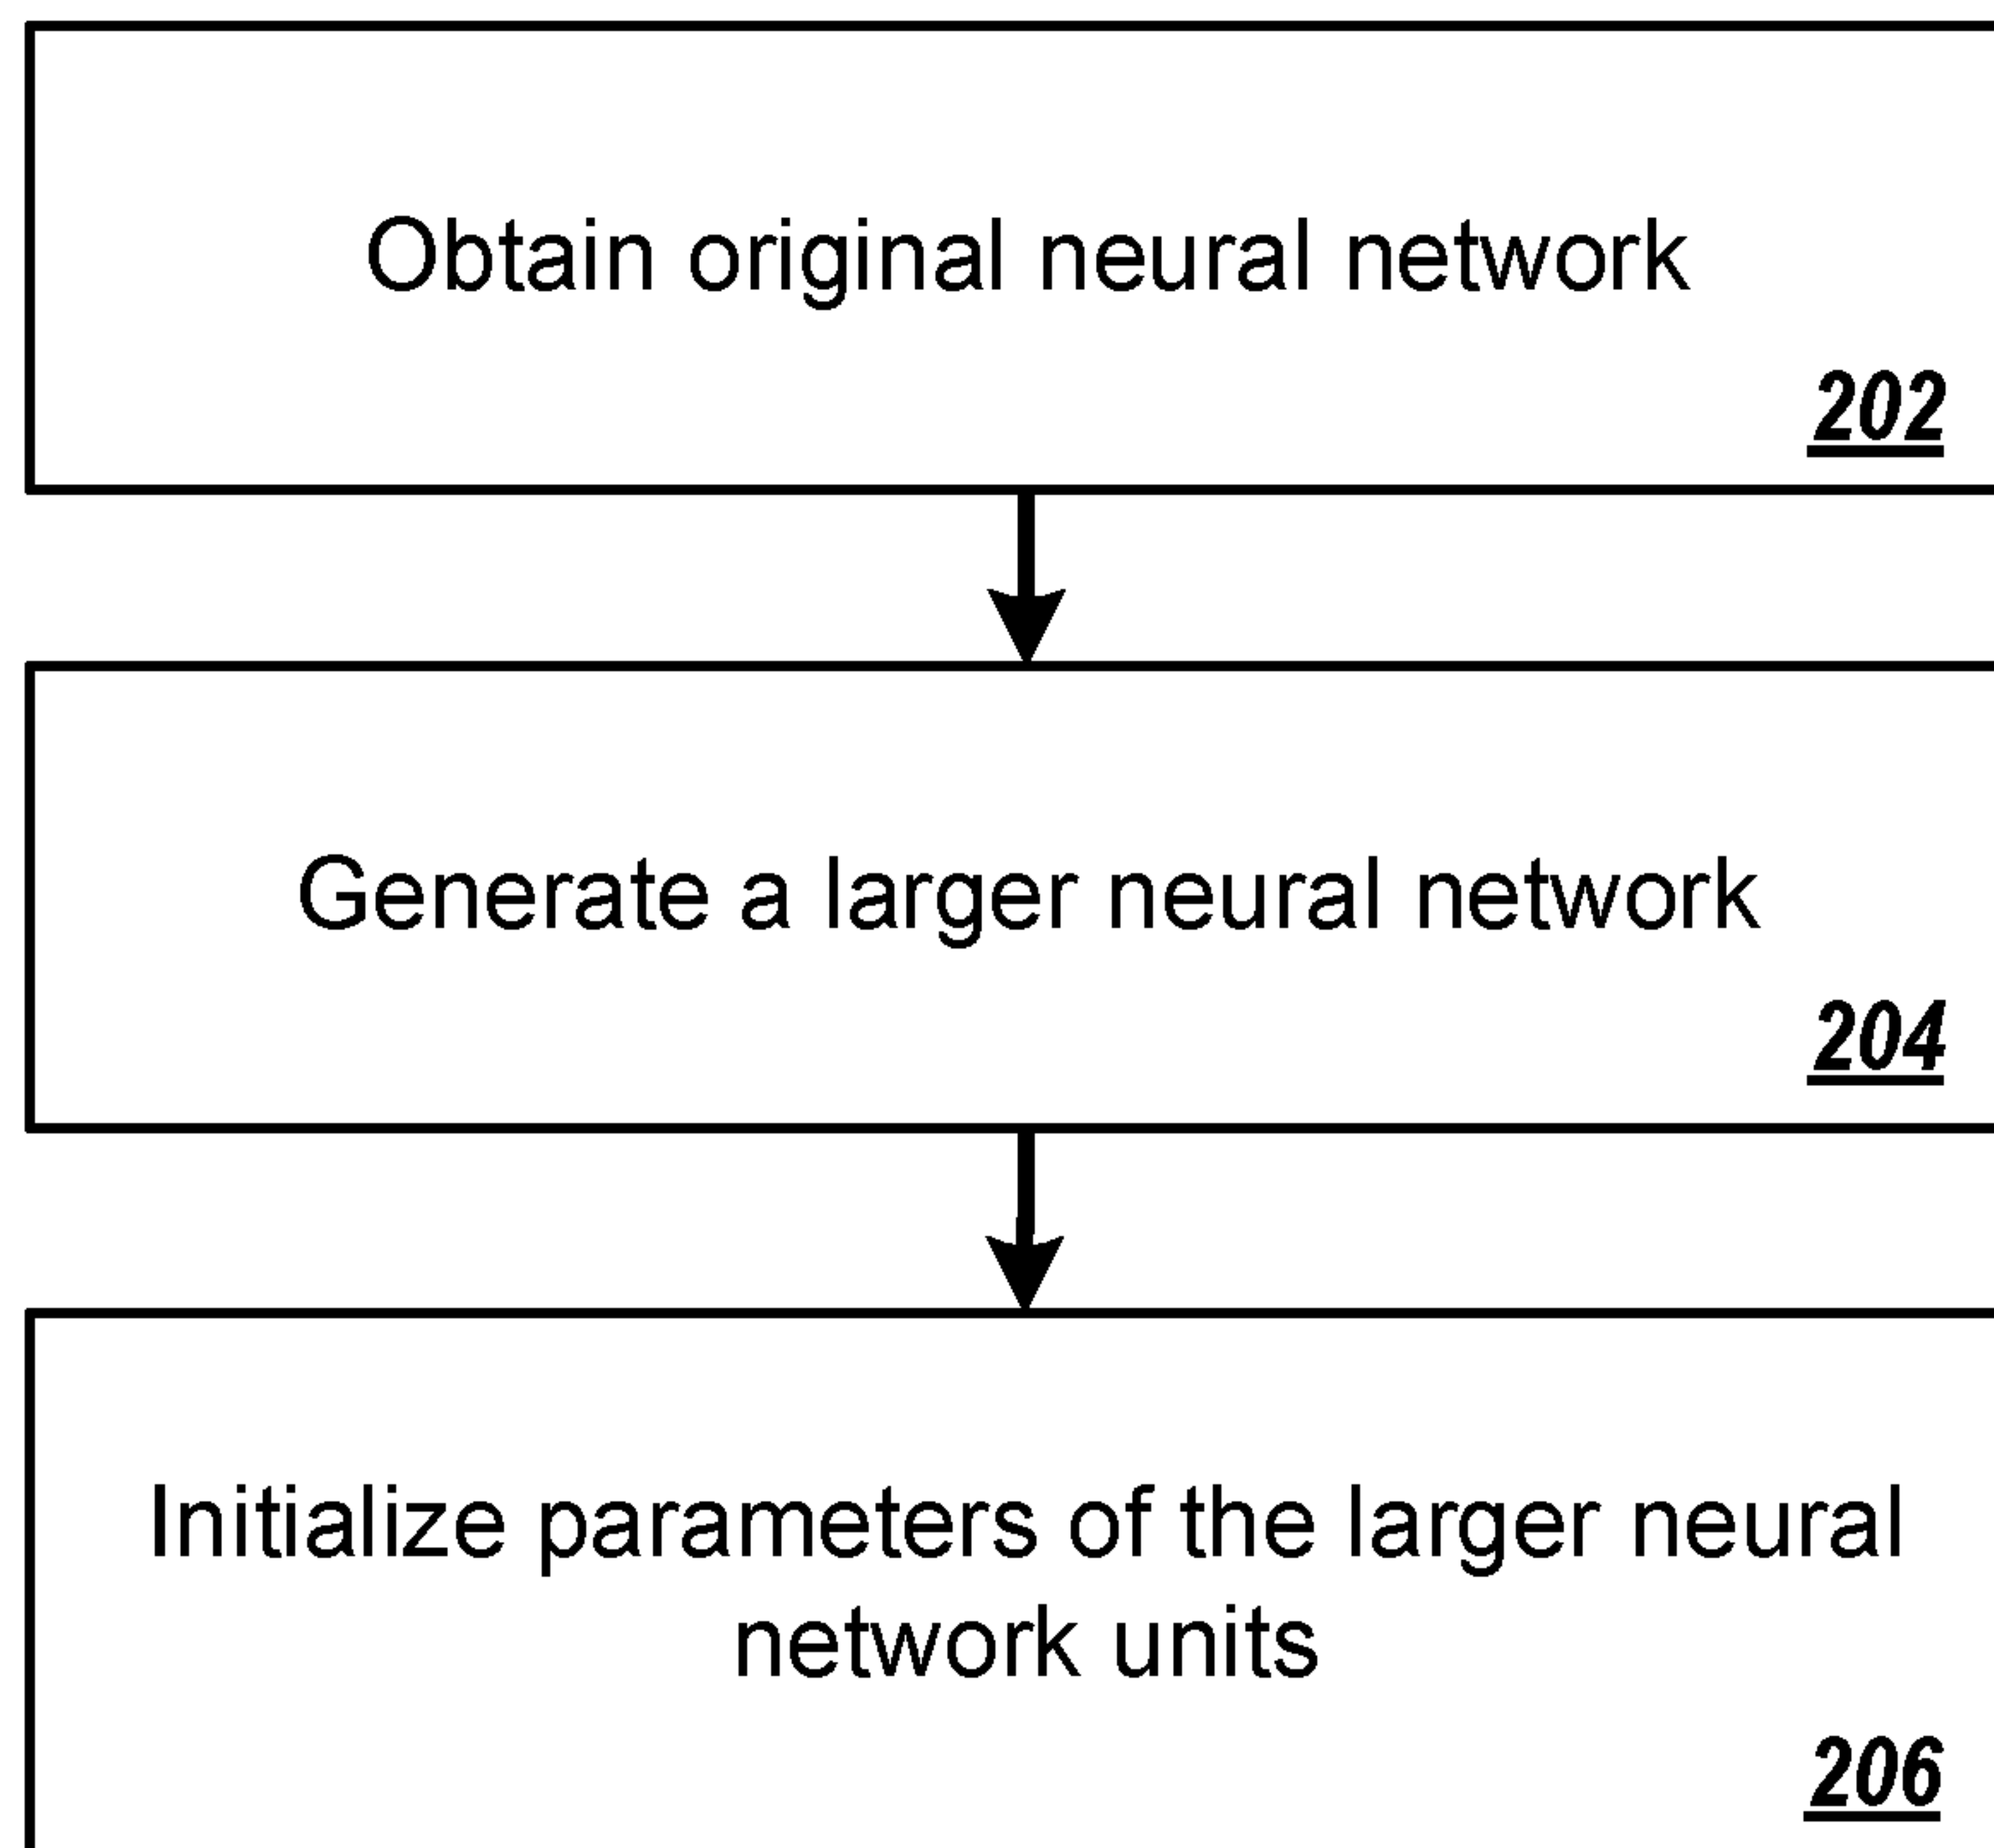 Obtain original neural network
202
Generate a larger neural network
204
Initialize parameters of the larger neural
network units
206